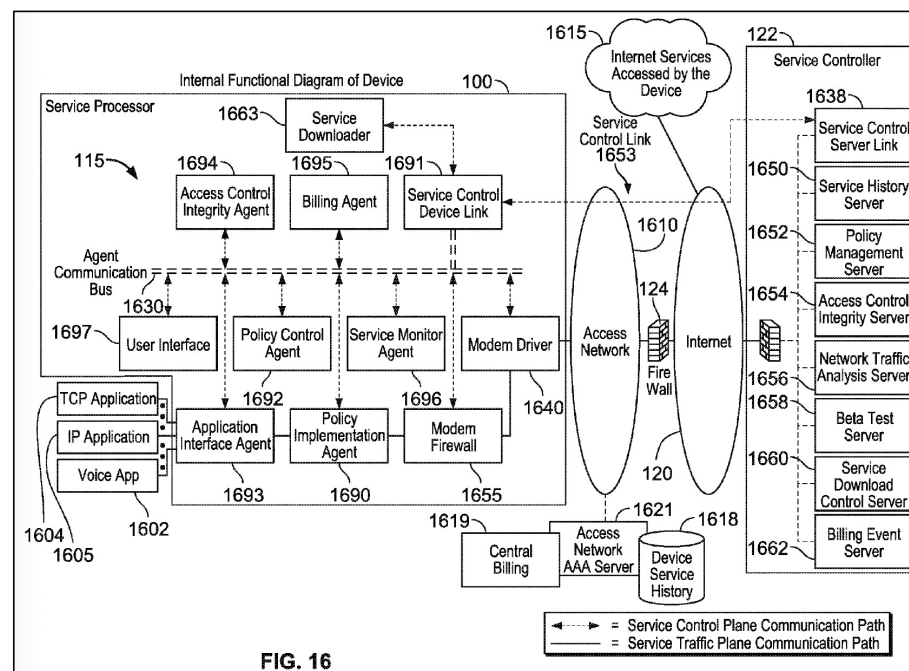 1615
Internet Services
Accessed by the
Device
122
Service Controller
Internal Functional Diagram of Device
100
Service Processor
1663
Service
Downloader
Service
Control Link
1653
1638
Service Control
Server Link
115
1694
Access Control
Integrity Agent
1695
Billing Agent
1691
Service Control
Device Link
1650
Service History
Server
1610
1652
Policy
Management
Server
Agent
Communication
Bus
1630
124
1654
Access Control
Integrity Server
1697
User Interface
Policy Control
Agent
Service Monitor
Agent
Modem Driver
Access
Network
Fire
Wall
Internet
Network Traffic
Analysis Server
1656
1692
1696
1640
1658
Beta Test
Server
TCP Application
IP Application
Voice App
Application
Interface Agent
Policy
Implementation
Agent
Modem
Firewall
120
1660
Service
Download
Control Server
1604
1605
1602
1693
1690
1655
1619
Central
Billing
1621
Access
Network
AAA Server
1618
Device
Service
History
1662
Billing Event
Server
= Service Control Plane Communication Path
= Service Traffic Plane Communication Path
FIG. 16